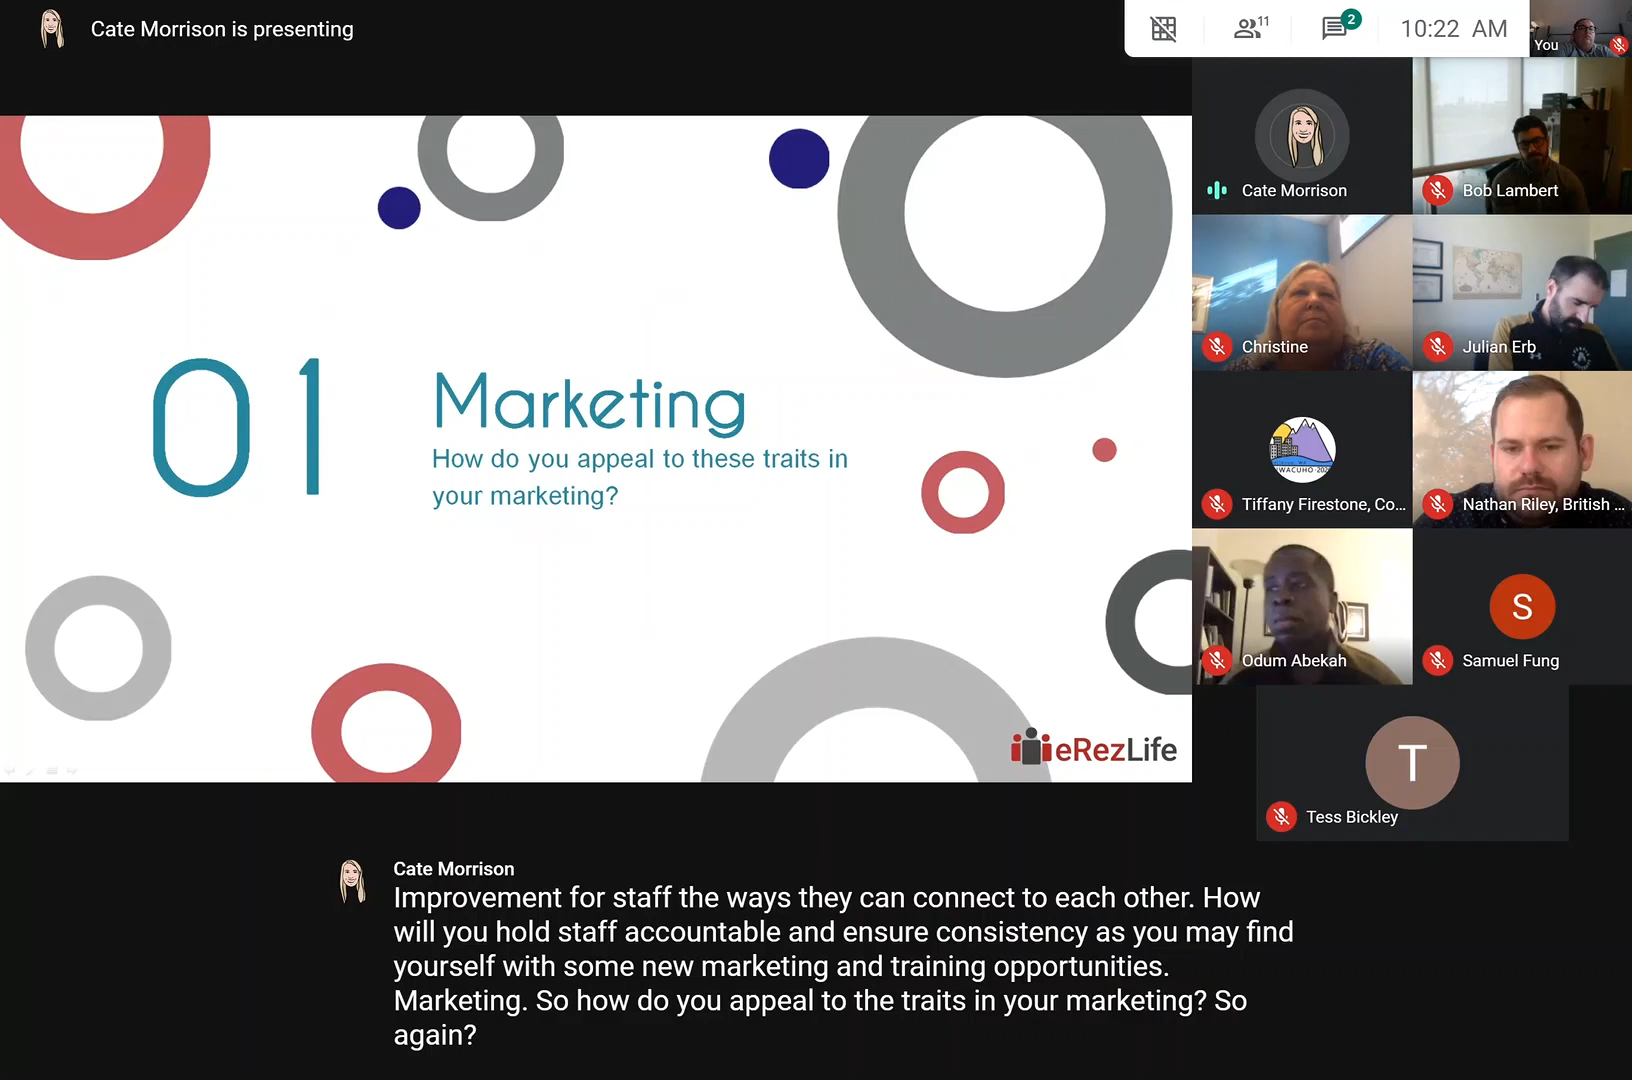 Cate Morrison is presenting
11
2
10:22 AM
You
Cate Morrison
Bob Lambert
Christine
Julian Erb
Tiffany Firestone, Co...
Nathan Riley, British ...
Odum Abekah
S
Samuel Fung
T
Tess Bickley
01
Marketing
How do you appeal to these traits in
your marketing?
eRezLife
Cate Morrison
Improvement for staff the ways they can connect to each other. How
will you hold staff accountable and ensure consistency as you may find
yourself with some new marketing and training opportunities.
Marketing. So how do you appeal to the traits in your marketing? So
again?